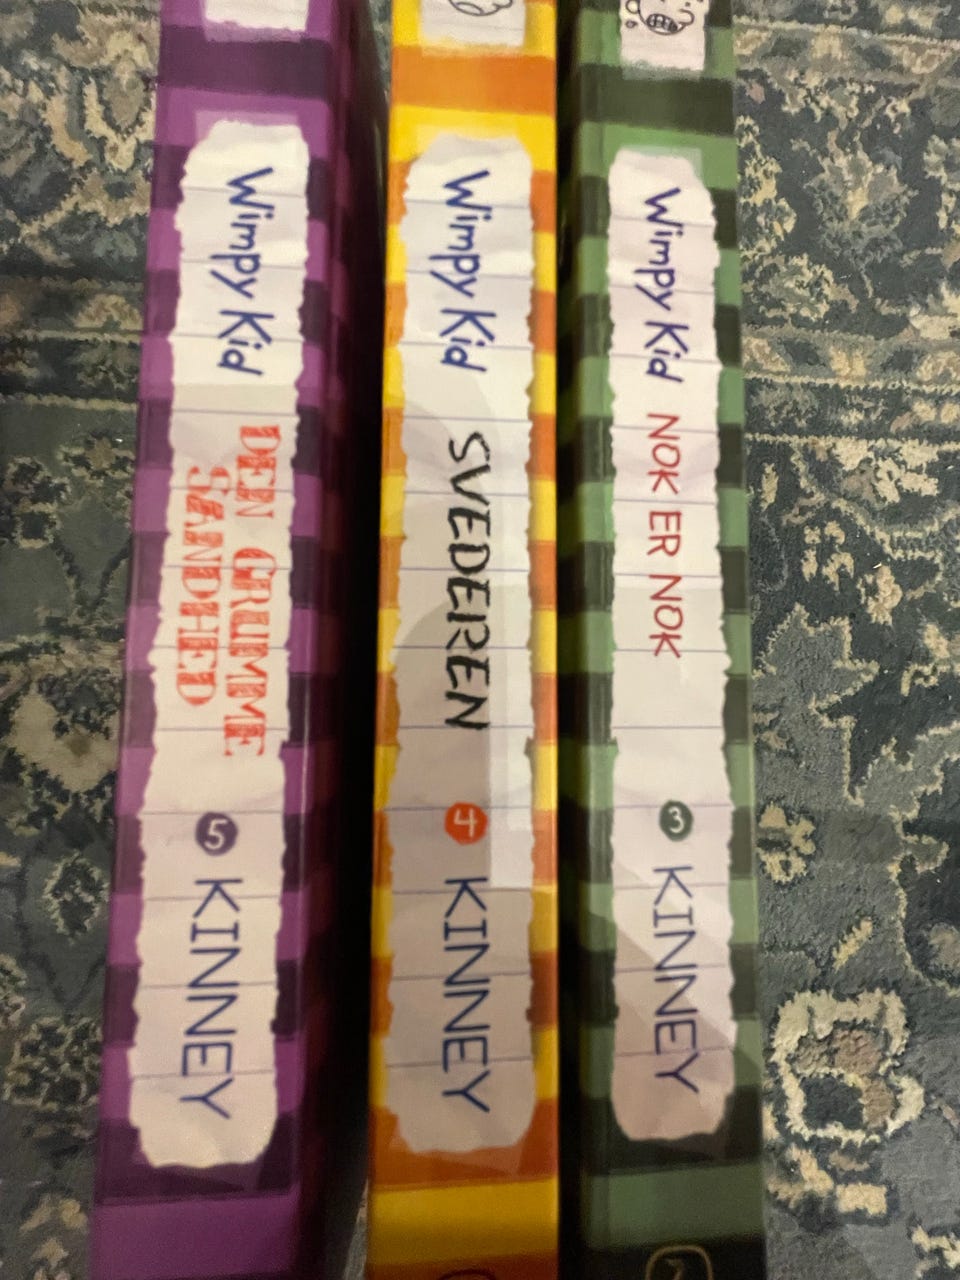 Wimpy Kid
DEN GRUMME
SANDHED
5
KINNEY
Wimpy Kid
SVEDEREN
4
KINNEY
Wimpy Kid
NOK ER NOK
3
KINNEY